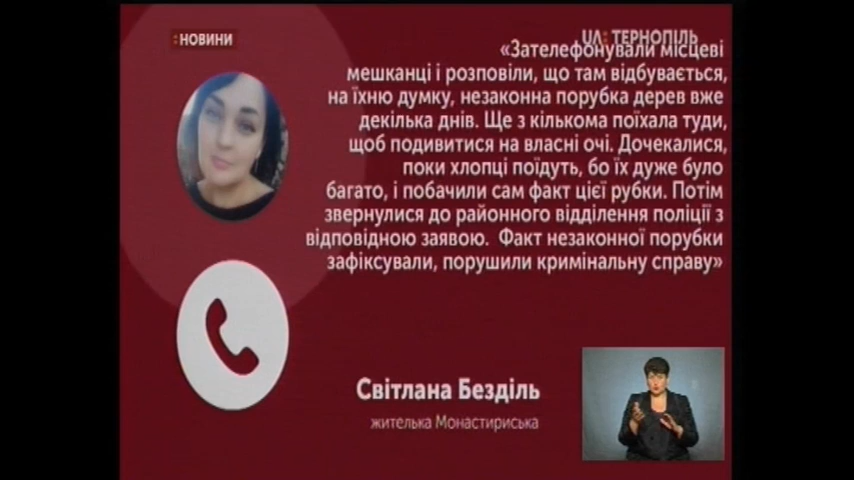 :НОВИНИ
UA: ТЕРНОПІЛЬ
«Зателефонували місцеві
мешканці і розповіли, що там відбувається,
на їхню думку, незаконна порубка дерев вже
декілька днів. Ще з кількома поїхала туди,
щоб подивитися на власні очі. Дочекалися,
поки хлопці поїдуть, бо їх дуже було
багато, і побачили сам факт цієї рубки. Потім
звернулися до районного відділення поліції з
відповідною заявою. Факт незаконної порубки
зафіксували, порушили кримінальну справу»
Світлана Безділь
жителька Монастириська